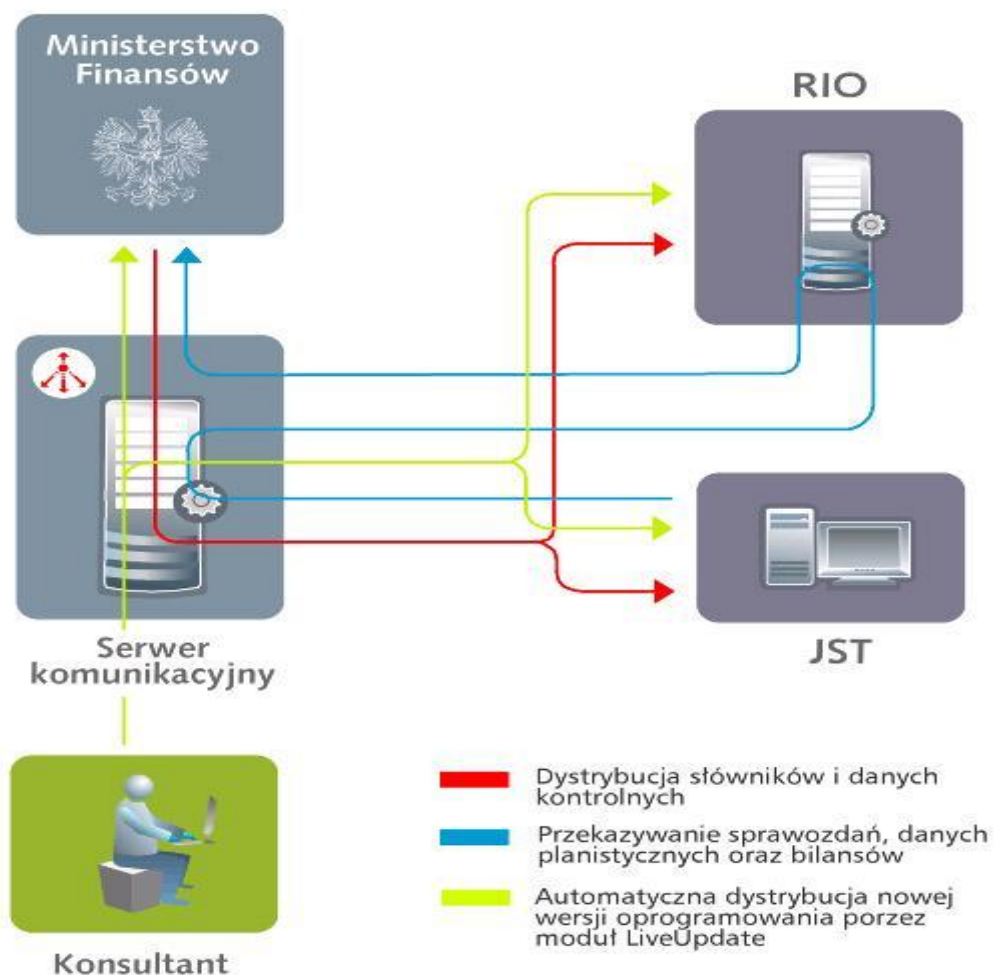 Ministerstwo
Finansów
RIO
Serwer
komunikacyjny
JST
Konsultant
Dystrybucja słówników i danych
kontrolnych
Przekazywanie sprawozdań, danych
planistycznych oraz bilansów
Automatyczna dystrybucja nowej
wersji oprogramowania porzez
moduł LiveUpdate